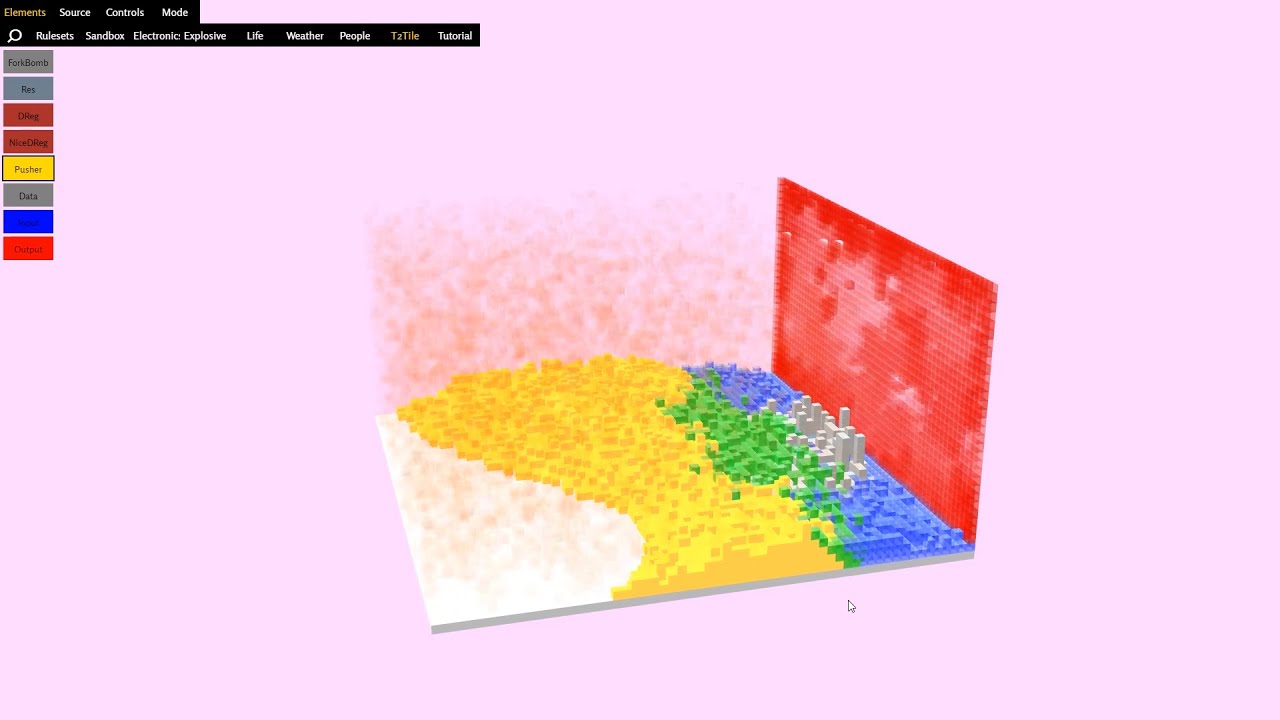 Elements Source Controls Mode
Rulesets Sandbox Electronic: Explosive Life Weather People T2Tile Tutorial
ForkBomb
Res
DReg
NiceDReg
Pusher
Data
Input
Output